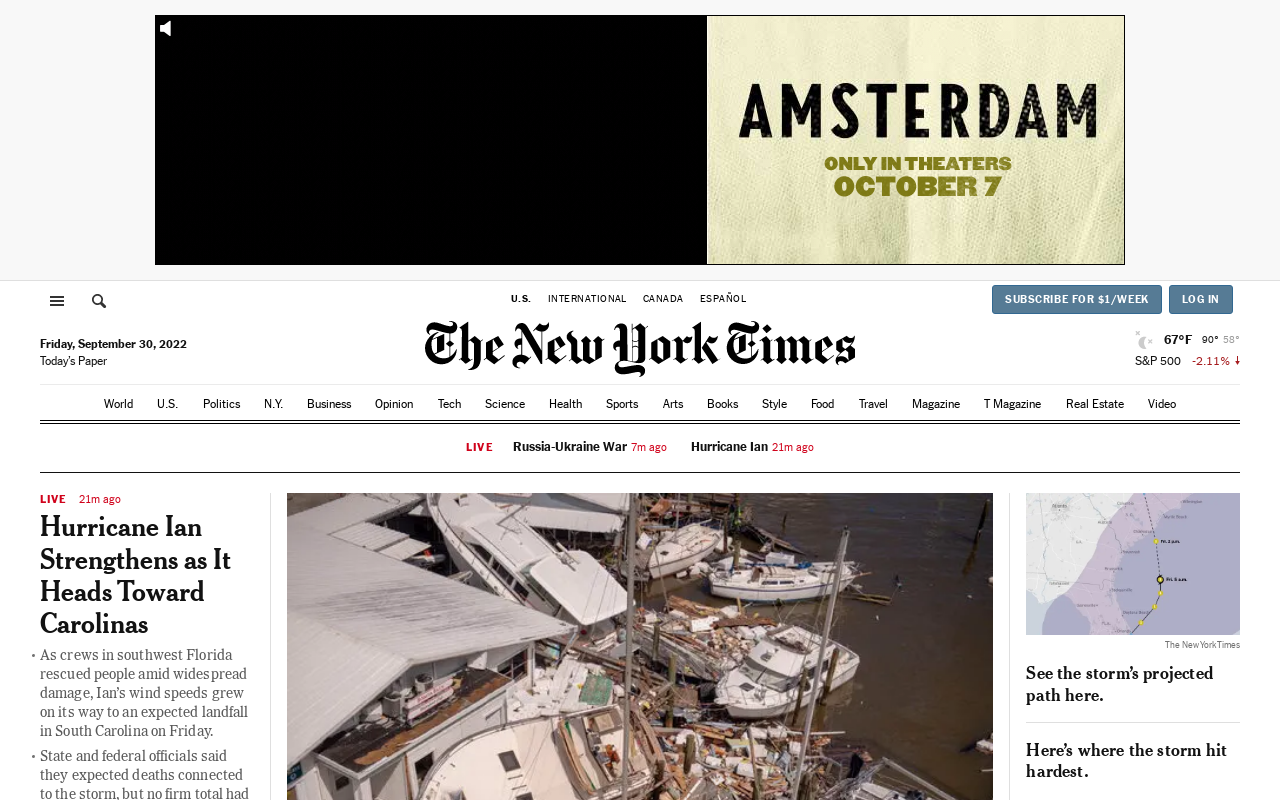 AMSTERDAM
ONLY IN THEATERS
OCTOBER 7
U.S. INTERNATIONAL CANADA ESPAÑOL
SUBSCRIBE FOR $1/WEEK LOG IN
Friday, September 30, 2022
Today's Paper
The New York Times
67°F 90° 58°
S&P 500 -2.11%
World U.S. Politics N.Y. Business Opinion Tech Science Health Sports Arts Books Style Food Travel Magazine T Magazine Real Estate Video
LIVE Russia-Ukraine War 7m ago Hurricane Ian 21m ago
LIVE 21m ago
Hurricane Ian
Strengthens as It
Heads Toward
Carolinas
• As crews in southwest Florida
rescued people amid widespread
damage, Ian's wind speeds grew
on its way to an expected landfall
in South Carolina on Friday.
• State and federal officials said
they expected deaths connected
to the storm, but no firm total had
The New York Times
See the storm's projected
path here.
Here's where the storm hit
hardest.